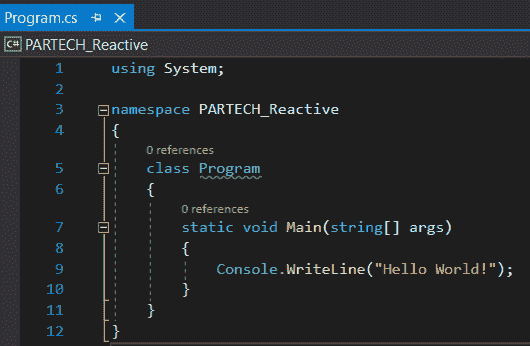 Program.cs
C# PARTECH_Reactive
1 using System;
2
3 namespace PARTECH_Reactive
4 {
0 references
5 class Program
6 {
0 references
7 static void Main(string[] args)
8 {
9 Console.WriteLine("Hello World!");
10 }
11 }
12 }